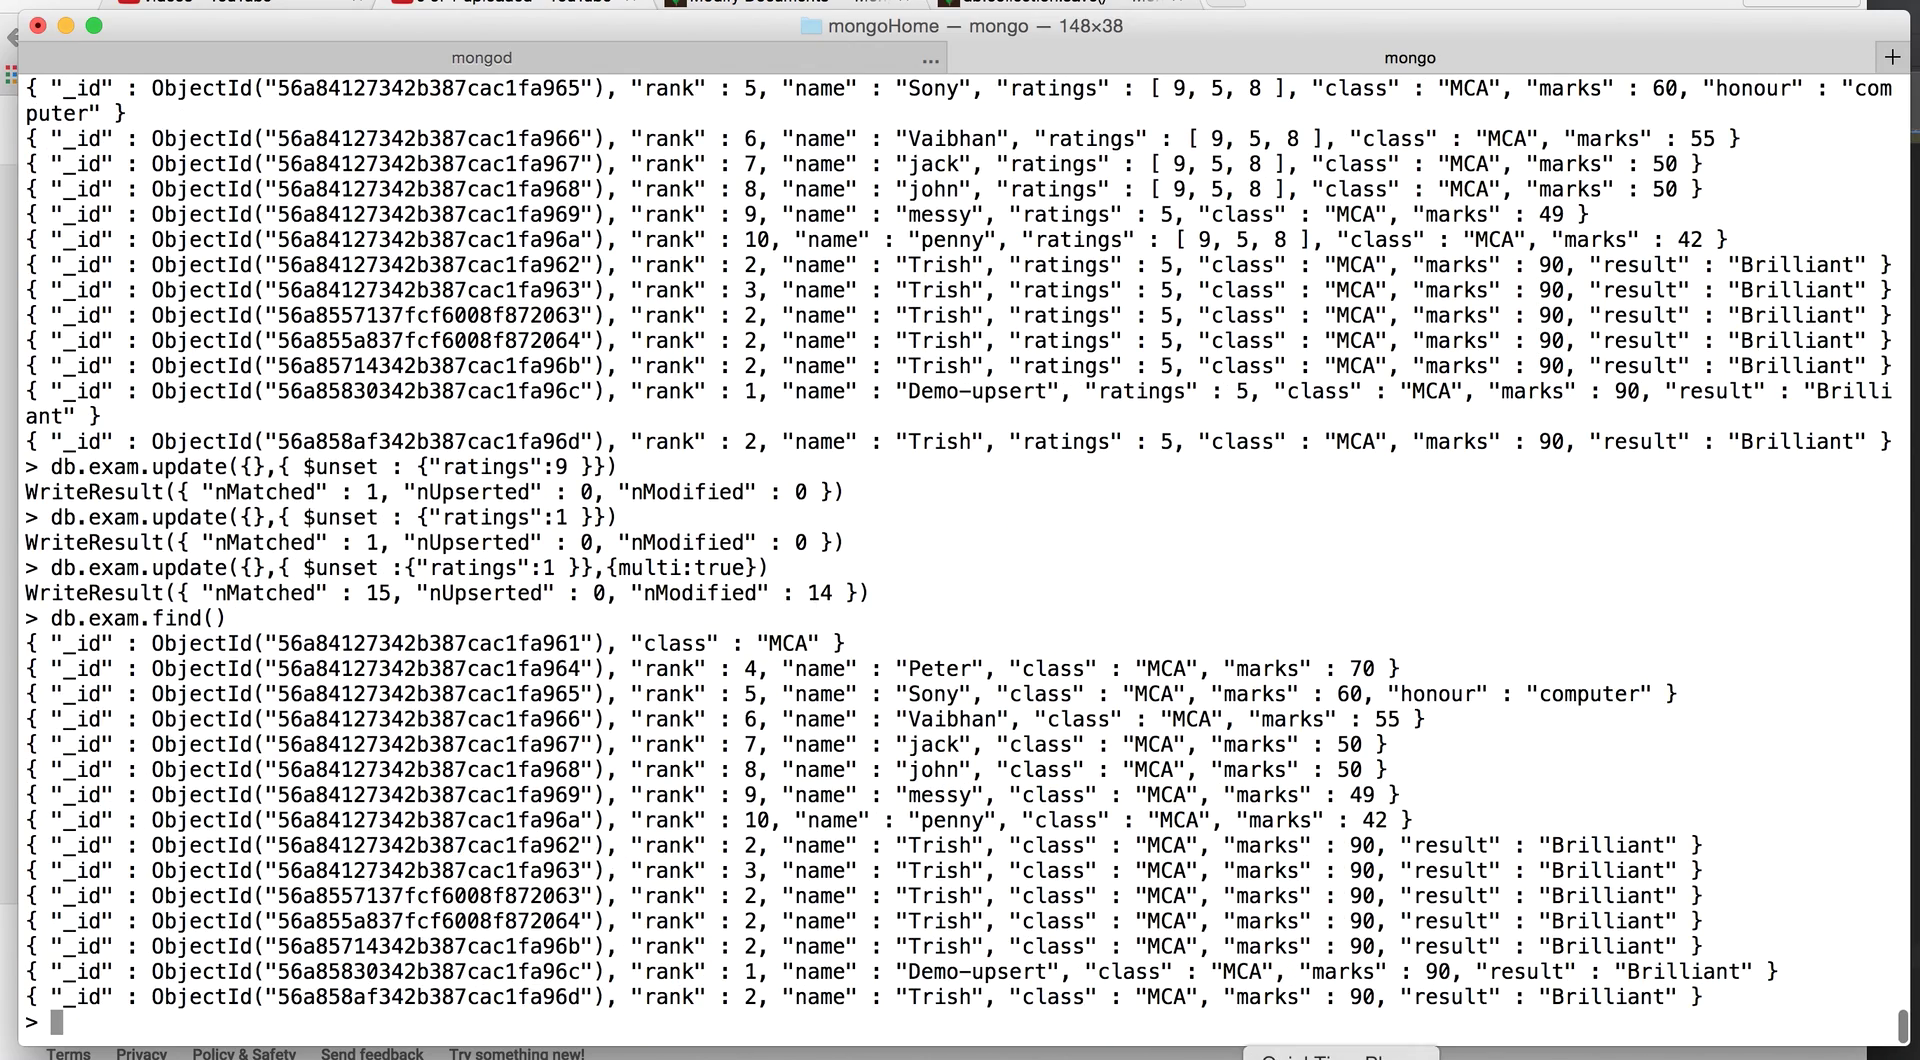 mongoHome — mongo — 148×38
mongod ... mongo +
{ "_id" : ObjectId("56a84127342b387cac1fa965"), "rank" : 5, "name" : "Sony", "ratings" : [ 9, 5, 8 ], "class" : "MCA", "marks" : 60, "honour" : "com
puter" }
{ "_id" : ObjectId("56a84127342b387cac1fa966"), "rank" : 6, "name" : "Vaibhan", "ratings" : [ 9, 5, 8 ], "class" : "MCA", "marks" : 55 }
{ "_id" : ObjectId("56a84127342b387cac1fa967"), "rank" : 7, "name" : "jack", "ratings" : [ 9, 5, 8 ], "class" : "MCA", "marks" : 50 }
{ "_id" : ObjectId("56a84127342b387cac1fa968"), "rank" : 8, "name" : "john", "ratings" : [ 9, 5, 8 ], "class" : "MCA", "marks" : 50 }
{ "_id" : ObjectId("56a84127342b387cac1fa969"), "rank" : 9, "name" : "messy", "ratings" : 5, "class" : "MCA", "marks" : 49 }
{ "_id" : ObjectId("56a84127342b387cac1fa96a"), "rank" : 10, "name" : "penny", "ratings" : [ 9, 5, 8 ], "class" : "MCA", "marks" : 42 }
{ "_id" : ObjectId("56a84127342b387cac1fa962"), "rank" : 2, "name" : "Trish", "ratings" : 5, "class" : "MCA", "marks" : 90, "result" : "Brilliant" }
{ "_id" : ObjectId("56a84127342b387cac1fa963"), "rank" : 3, "name" : "Trish", "ratings" : 5, "class" : "MCA", "marks" : 90, "result" : "Brilliant" }
{ "_id" : ObjectId("56a8557137fcf6008f872063"), "rank" : 2, "name" : "Trish", "ratings" : 5, "class" : "MCA", "marks" : 90, "result" : "Brilliant" }
{ "_id" : ObjectId("56a855a837fcf6008f872064"), "rank" : 2, "name" : "Trish", "ratings" : 5, "class" : "MCA", "marks" : 90, "result" : "Brilliant" }
{ "_id" : ObjectId("56a85714342b387cac1fa96b"), "rank" : 2, "name" : "Trish", "ratings" : 5, "class" : "MCA", "marks" : 90, "result" : "Brilliant" }
{ "_id" : ObjectId("56a85830342b387cac1fa96c"), "rank" : 1, "name" : "Demo-upsert", "ratings" : 5, "class" : "MCA", "marks" : 90, "result" : "Brilli
ant" }
{ "_id" : ObjectId("56a858af342b387cac1fa96d"), "rank" : 2, "name" : "Trish", "ratings" : 5, "class" : "MCA", "marks" : 90, "result" : "Brilliant" }
> db.exam.update({},{ $unset : {"ratings":9 }})
WriteResult({ "nMatched" : 1, "nUpserted" : 0, "nModified" : 0 })
> db.exam.update({},{ $unset : {"ratings":1 }})
WriteResult({ "nMatched" : 1, "nUpserted" : 0, "nModified" : 0 })
> db.exam.update({},{ $unset :{"ratings":1 }},{multi:true})
WriteResult({ "nMatched" : 15, "nUpserted" : 0, "nModified" : 14 })
> db.exam.find()
{ "_id" : ObjectId("56a84127342b387cac1fa961"), "class" : "MCA" }
{ "_id" : ObjectId("56a84127342b387cac1fa964"), "rank" : 4, "name" : "Peter", "class" : "MCA", "marks" : 70 }
{ "_id" : ObjectId("56a84127342b387cac1fa965"), "rank" : 5, "name" : "Sony", "class" : "MCA", "marks" : 60, "honour" : "computer" }
{ "_id" : ObjectId("56a84127342b387cac1fa966"), "rank" : 6, "name" : "Vaibhan", "class" : "MCA", "marks" : 55 }
{ "_id" : ObjectId("56a84127342b387cac1fa967"), "rank" : 7, "name" : "jack", "class" : "MCA", "marks" : 50 }
{ "_id" : ObjectId("56a84127342b387cac1fa968"), "rank" : 8, "name" : "john", "class" : "MCA", "marks" : 50 }
{ "_id" : ObjectId("56a84127342b387cac1fa969"), "rank" : 9, "name" : "messy", "class" : "MCA", "marks" : 49 }
{ "_id" : ObjectId("56a84127342b387cac1fa96a"), "rank" : 10, "name" : "penny", "class" : "MCA", "marks" : 42 }
{ "_id" : ObjectId("56a84127342b387cac1fa962"), "rank" : 2, "name" : "Trish", "class" : "MCA", "marks" : 90, "result" : "Brilliant" }
{ "_id" : ObjectId("56a84127342b387cac1fa963"), "rank" : 3, "name" : "Trish", "class" : "MCA", "marks" : 90, "result" : "Brilliant" }
{ "_id" : ObjectId("56a8557137fcf6008f872063"), "rank" : 2, "name" : "Trish", "class" : "MCA", "marks" : 90, "result" : "Brilliant" }
{ "_id" : ObjectId("56a855a837fcf6008f872064"), "rank" : 2, "name" : "Trish", "class" : "MCA", "marks" : 90, "result" : "Brilliant" }
{ "_id" : ObjectId("56a85714342b387cac1fa96b"), "rank" : 2, "name" : "Trish", "class" : "MCA", "marks" : 90, "result" : "Brilliant" }
{ "_id" : ObjectId("56a85830342b387cac1fa96c"), "rank" : 1, "name" : "Demo-upsert", "class" : "MCA", "marks" : 90, "result" : "Brilliant" }
{ "_id" : ObjectId("56a858af342b387cac1fa96d"), "rank" : 2, "name" : "Trish", "class" : "MCA", "marks" : 90, "result" : "Brilliant" }
>
Terms Privacy Policy & Safety Send feedback Try something new!